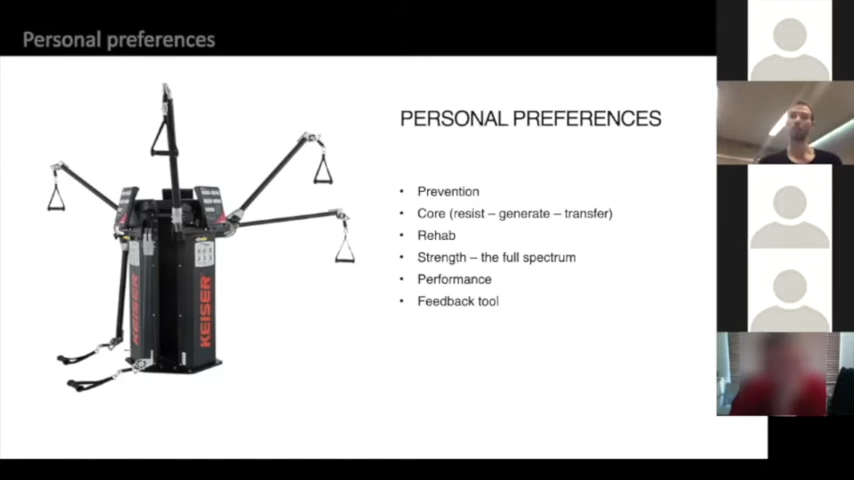 Personal preferences
PERSONAL PREFERENCES
• Prevention
• Core (resist – generate – transfer)
• Rehab
• Strength – the full spectrum
• Performance
• Feedback tool
KEISER
KEISER